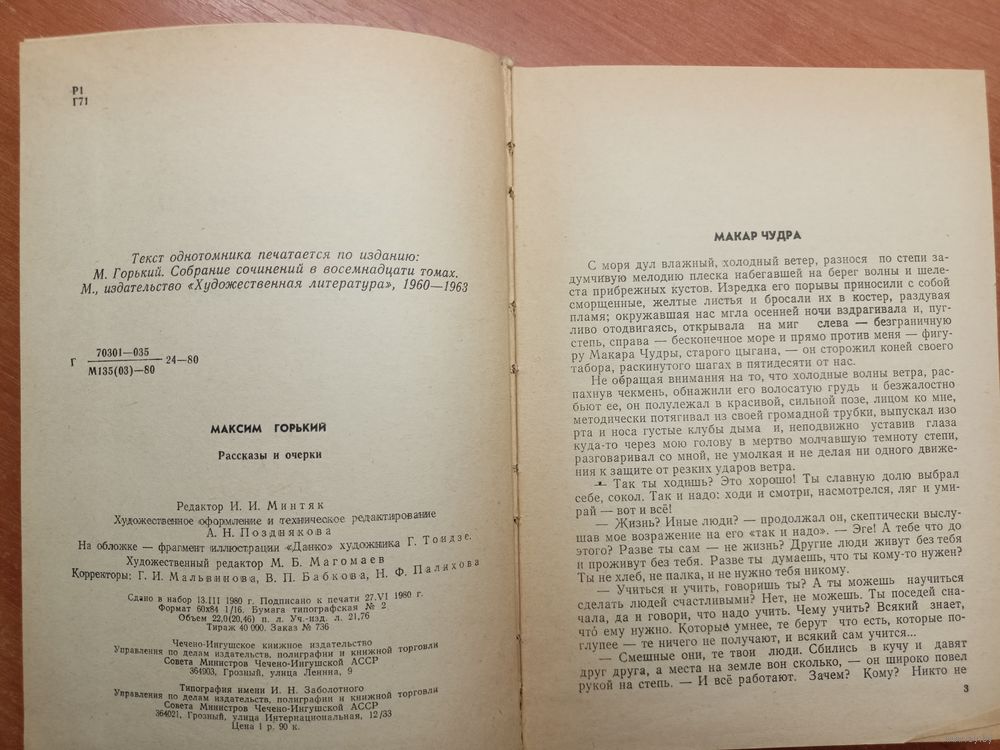 Р1
Г71
Текст однотомника печатается по изданию:
М. Горький. Собрание сочинений в восемнадцати томах.
М., издательство «Художественная литература», 1960—1963
Г 70301—035 24—80
М135(03)—80
МАКСИМ ГОРЬКИЙ
Рассказы и очерки
Редактор И. И. Минтяк
Художественное оформление и техническое редактирование
А. Н. Позднякова
На обложке — фрагмент иллюстрации «Данко» художника Г. Тоидзе.
Художественный редактор М. Б. Магомаев
Корректоры: Г. И. Мальвинова, В. П. Бабкова, Н. Ф. Палихова
Сдано в набор 13.III 1980 г. Подписано к печати 27.VI 1980 г.
Формат 60х84 1/16. Бумага типографская № 2.
Объем 22,0(20,46) п. л. Уч.-изд. л. 21,76
Тираж 40 000. Заказ № 736
Чечено-Ингушское книжное издательство
Управления по делам издательств, полиграфии и книжной торговли
Совета Министров Чечено-Ингушской АССР
364903, Грозный, улица Ленина, 9
Типография имени И. Н. Заболотного
Управления по делам издательств, полиграфии и книжной торговли
Совета Министров Чечено-Ингушской АССР
364021, Грозный, улица Интернациональная, 12/33
Цена 1 р. 90 к.
МАКАР ЧУДРА
С моря дул влажный, холодный ветер, разнося по степи за-
думчивую мелодию плеска набегавшей на берег волны и шеле-
ста прибрежных кустов. Изредка его порывы приносили с собой
сморщенные, желтые листья и бросали их в костер, раздувая
пламя; окружавшая нас мгла осенней ночи вздрагивала и, пуг-
ливо отодвигаясь, открывала на миг слева — безграничную
степь, справа — бесконечное море и прямо против меня — фигу-
ру Макара Чудры, старого цыгана, — он сторожил коней своего
табора, раскинутого шагах в пятидесяти от нас.
Не обращая внимания на то, что холодные волны ветра, рас-
пахнув чекмень, обнажили его волосатую грудь и безжалостно
бьют ее, он полулежал в красивой, сильной позе, лицом ко мне,
методически потягивал из своей громадной трубки, выпускал изо
рта и носа густые клубы дыма и, неподвижно уставив глаза
куда-то через мою голову в мертво молчавшую темноту степи,
разговаривал со мной, не умолкая и не делая ни одного движе-
ния к защите от резких ударов ветра.
— Так ты ходишь? Это хорошо! Ты славную долю выбрал
себе, сокол. Так и надо: ходи и смотри, насмотрелся, ляг и уми-
рай — вот и всё!
— Жизнь? Иные люди? — продолжал он, скептически выслу-
шав мое возражение на его «так и надо». — Эге! А тебе что до
этого? Разве ты сам — не жизнь? Другие люди живут без тебя
и проживут без тебя. Разве ты думаешь, что ты кому-то нужен?
Ты не хлеб, не палка, и не нужно тебя никому.
— Учиться и учить, говоришь ты? А ты можешь научиться
сделать людей счастливыми? Нет, не можешь. Ты поседей сна-
чала, да и говори, что надо учить. Чему учить? Всякий знает,
что́ ему нужно. Которые умнее, те берут что есть, которые по-
глупее — те ничего не получают, и всякий сам учится...
— Смешные они, те твои люди. Сбились в кучу и давят
друг друга, а места на земле вон сколько, — он широко повел
рукой на степь. — И всё работают. Зачем? Кому? Никто не
3